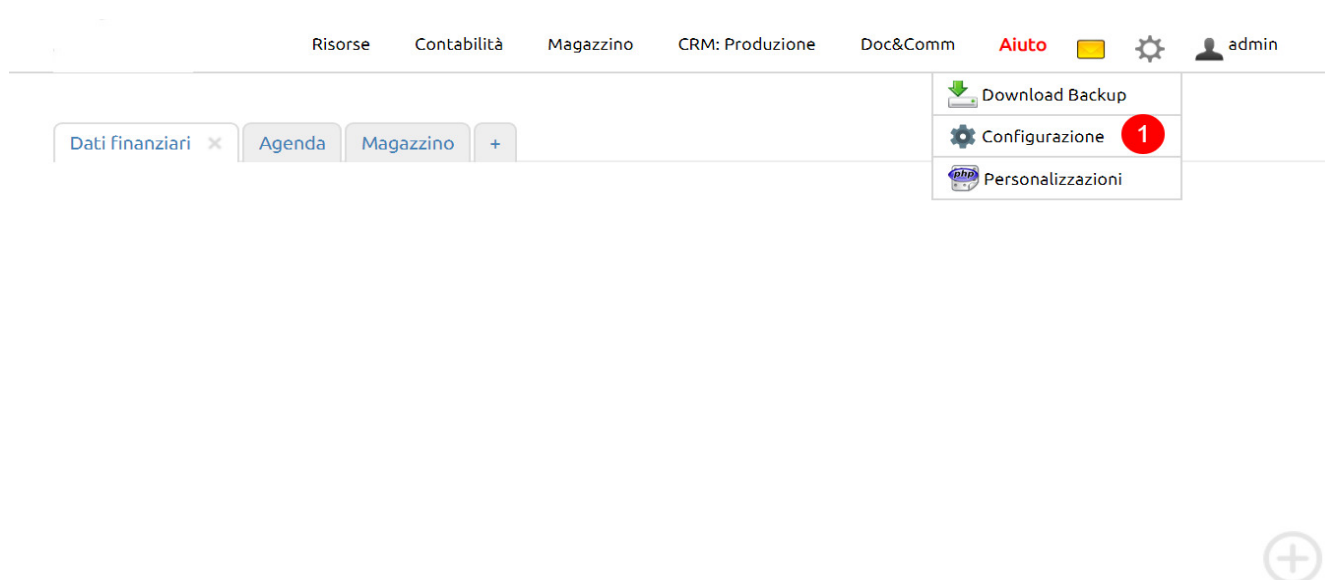 Risorse Contabilità Magazzino CRM: Produzione Doc&Comm Aiuto admin
Download Backup
Configurazione 1
php Personalizzazioni
Dati finanziari × Agenda Magazzino +